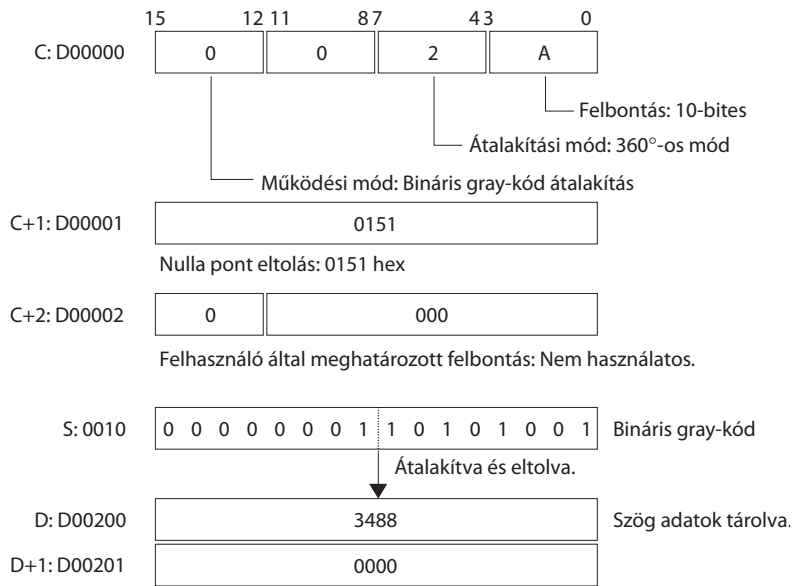 15 12 11 8 7 4 3 0
C: D00000 0 0 2 A
Felbontás: 10-bites
Átalakítási mód: 360°-os mód
Működési mód: Bináris gray-kód átalakítás
C+1: D00001 0151
Nulla pont eltolás: 0151 hex
C+2: D00002 0 000
Felhasználó által meghatározott felbontás: Nem használatos.
S: 0010 0 0 0 0 0 0 0 1 1 0 1 0 1 0 0 1 Bináris gray-kód
Átalakítva és eltolva.
D: D00200 3488 Szög adatok tárolva.
D+1: D00201 0000